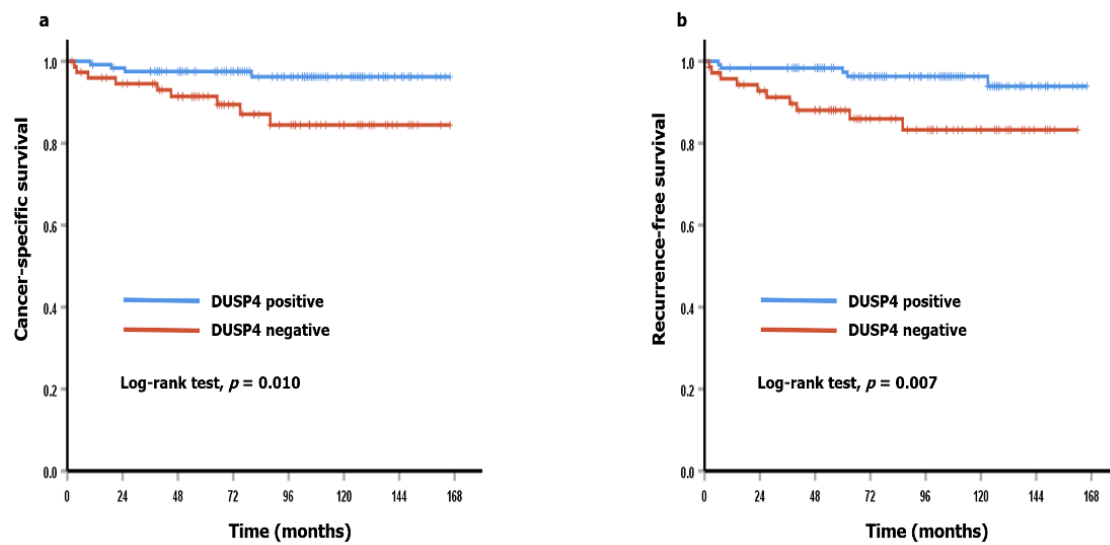 a
Cancer-specific survival
1.0
0.8
0.6
0.4
0.2
0.0
DUSP4 positive
DUSP4 negative
Log-rank test, p = 0.010
0 24 48 72 96 120 144 168
Time (months)
b
Recurrence-free survival
1.0
0.8
0.6
0.4
0.2
0.0
DUSP4 positive
DUSP4 negative
Log-rank test, p = 0.007
0 24 48 72 96 120 144 168
Time (months)